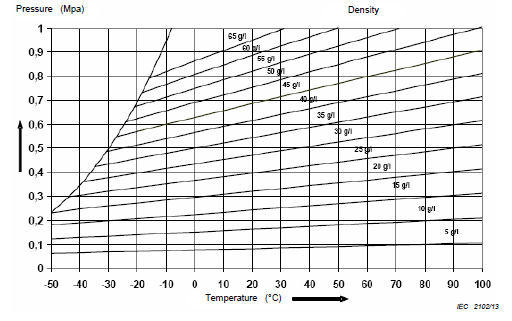 Pressure (Mpa) Density
1
0,9
0,8
0,7
0,6
0,5
0,4
0,3
0,2
0,1
0
65 g/l
60 g/l
55 g/l
50 g/l
45 g/l
40 g/l
35 g/l
30 g/l
25 g/l
20 g/l
15 g/l
10 g/l
5 g/l
-50 -40 -30 -20 -10 0 10 20 30 40 50 60 70 80 90 100
Temperature (°C)
IEC 2102/13